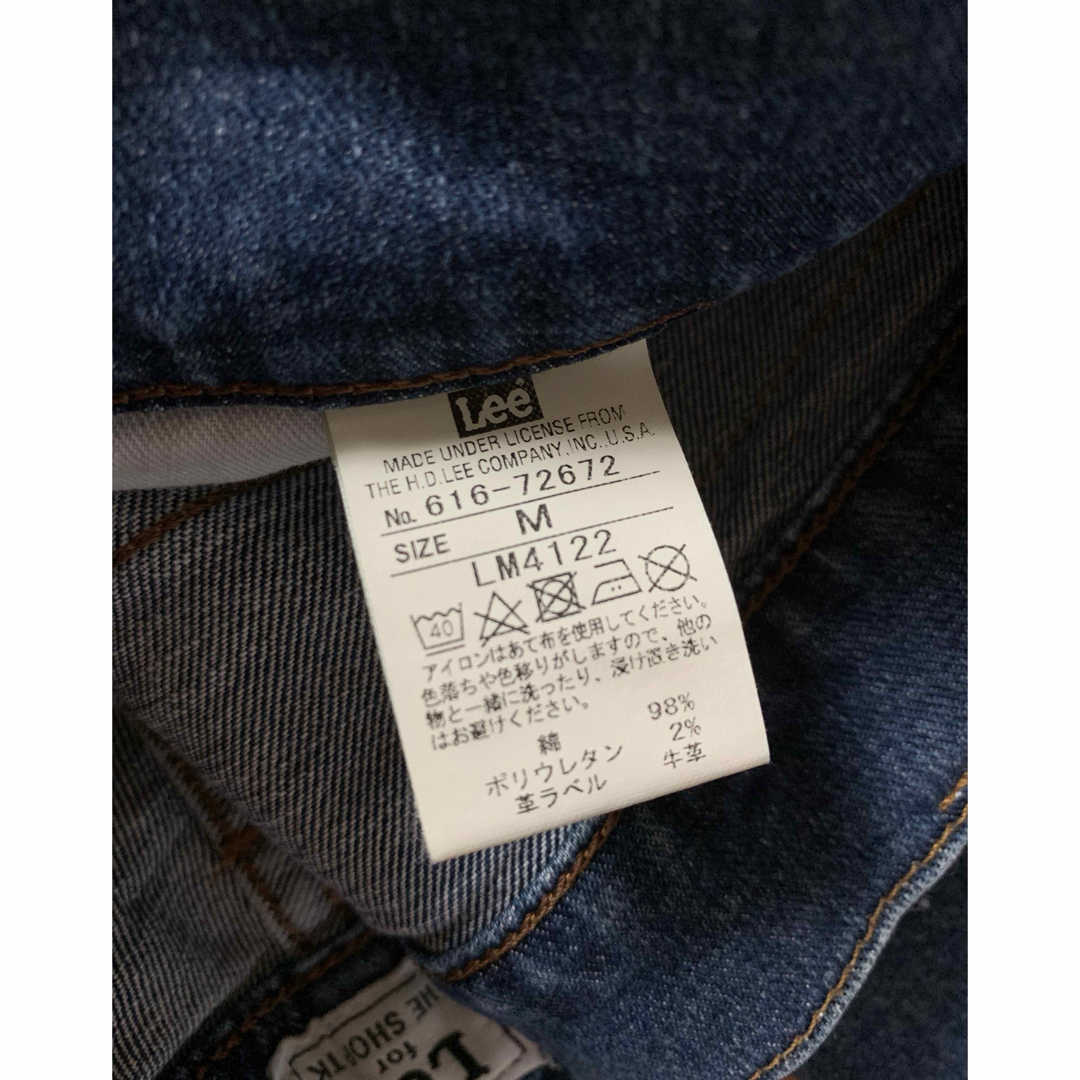 Lee
MADE UNDER LICENSE FROM
THE H.D.LEE COMPANY,INC.,U.S.A.
No. 616-72672
SIZE M
LM4122
40
アイロンはあて布を使用してください。
色落ちや色移りがしますので、他の
物と一緒に洗ったり、浸け置き洗い
はお避けください。
綿 98%
ポリウレタン 2%
革ラベル 牛革
for